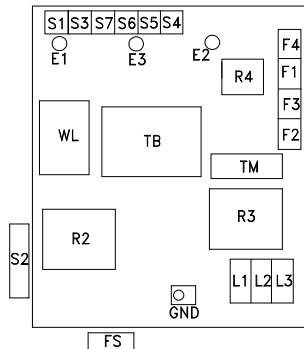 S1 S3 S7 S6 S5 S4
E1 E3 E2
F4
R4 F1
F3
WL TB F2
TM
R2 R3
S2
L1 L2 L3
GND
FS